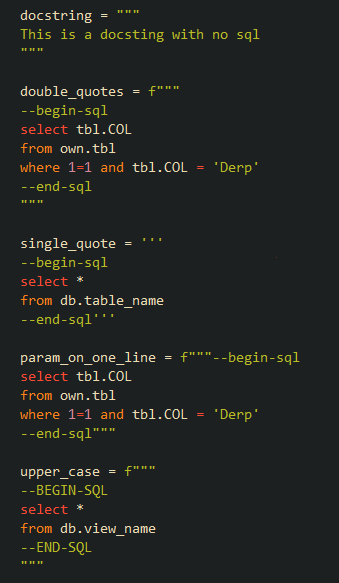 docstring = """
This is a docsting with no sql
"""
double_quotes = f"""
--begin-sql
select tbl.COL
from own.tbl
where 1=1 and tbl.COL = 'Derp'
--end-sql
"""
single_quote = '''
--begin-sql
select *
from db.table_name
--end-sql'''
param_on_one_line = f"""--begin-sql
select tbl.COL
from own.tbl
where 1=1 and tbl.COL = 'Derp'
--end-sql"""
upper_case = f"""
--BEGIN-SQL
select *
from db.view_name
--END-SQL
"""